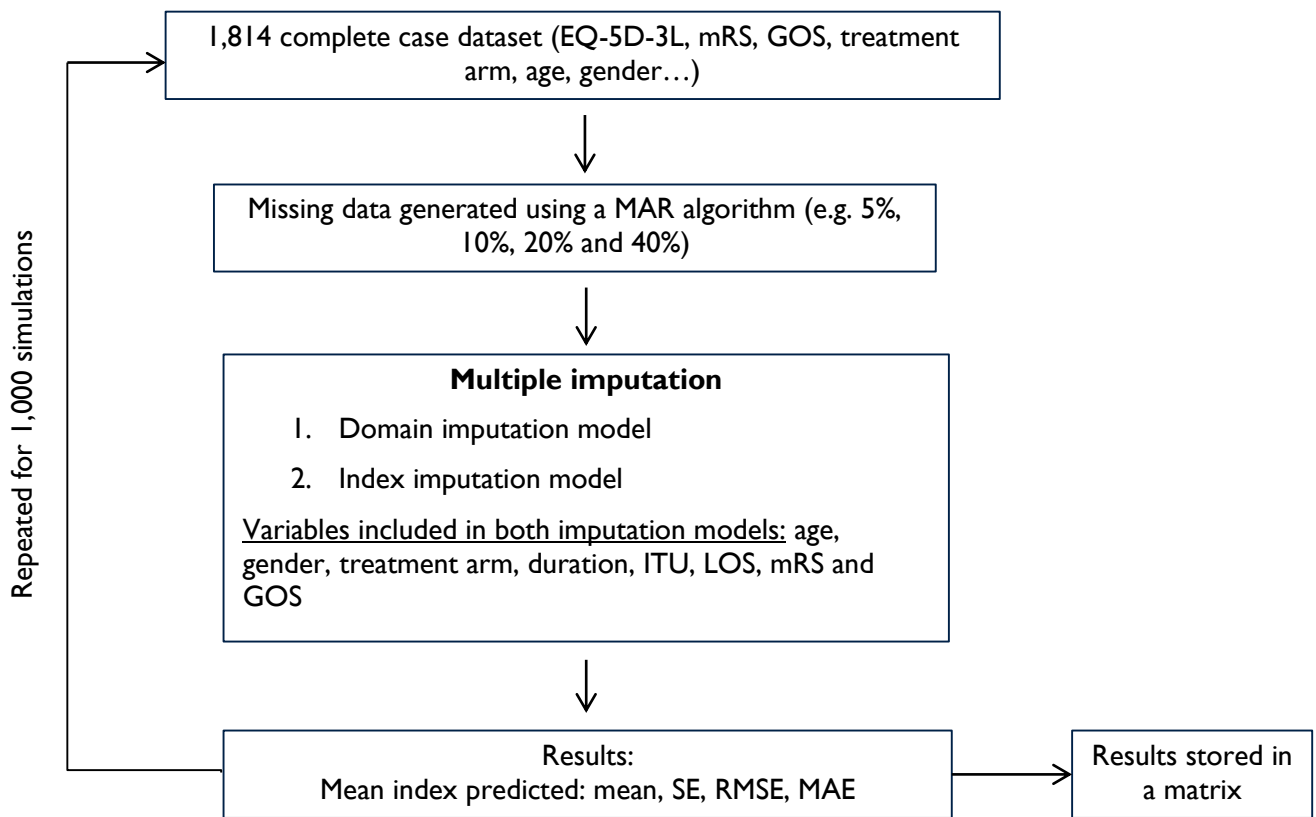 1,814 complete case dataset (EQ-5D-3L, mRS, GOS, treatment
arm, age, gender…)
Missing data generated using a MAR algorithm (e.g. 5%,
10%, 20% and 40%)
Repeated for 1,000 simulations
Multiple imputation
1. Domain imputation model
2. Index imputation model
Variables included in both imputation models: age,
gender, treatment arm, duration, ITU, LOS, mRS and
GOS
Results:
Mean index predicted: mean, SE, RMSE, MAE
Results stored in
a matrix